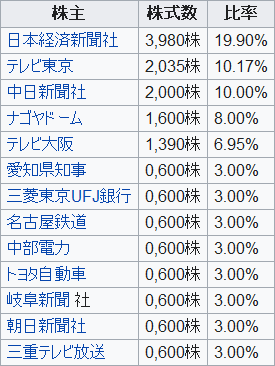 株主 株式数 比率
日本経済新聞社 3,980株 19.90%
テレビ東京 2,035株 10.17%
中日新聞社 2,000株 10.00%
ナゴヤドーム 1,600株 8.00%
テレビ大阪 1,390株 6.95%
愛知県知事 0,600株 3.00%
三菱東京UFJ銀行 0,600株 3.00%
名古屋鉄道 0,600株 3.00%
中部電力 0,600株 3.00%
トヨタ自動車 0,600株 3.00%
岐阜新聞 社 0,600株 3.00%
朝日新聞社 0,600株 3.00%
三重テレビ放送 0,600株 3.00%